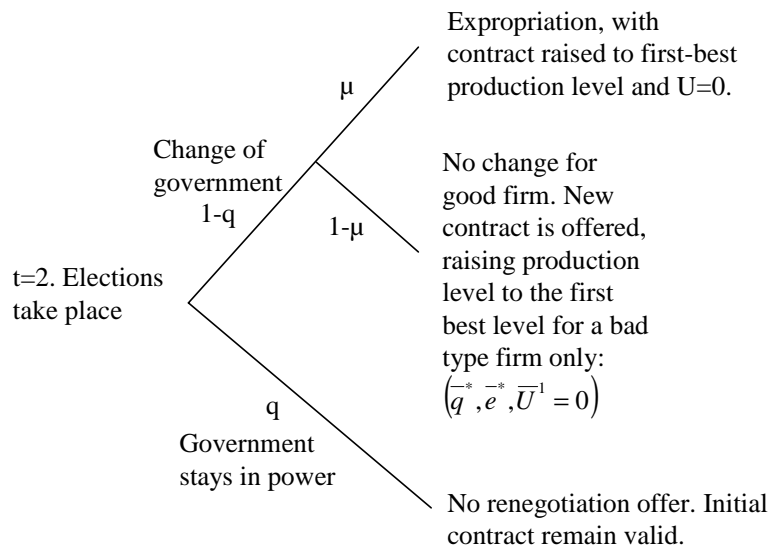 Expropriation, with
contract raised to first-best
production level and U=0.
μ
Change of
government
1-q
No change for
good firm. New
contract is offered,
raising production
level to the first
best level for a bad
type firm only:
(q̅*, e̅*, U̅¹ = 0)
1-μ
t=2. Elections
take place
q
Government
stays in power
No renegotiation offer. Initial
contract remain valid.